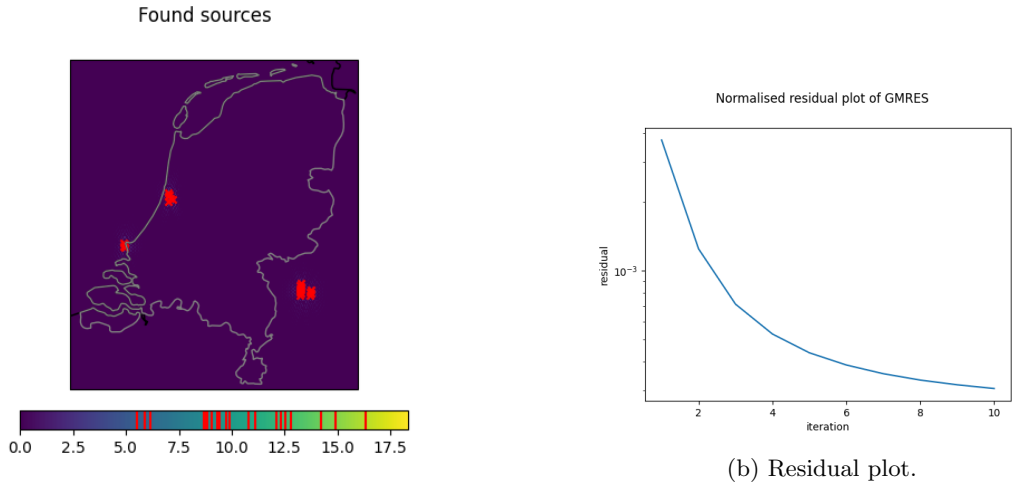 Found sources
0.0 2.5 5.0 7.5 10.0 12.5 15.0 17.5
Normalised residual plot of GMRES
residual
10⁻³
2 4 6 8 10
iteration
(b) Residual plot.